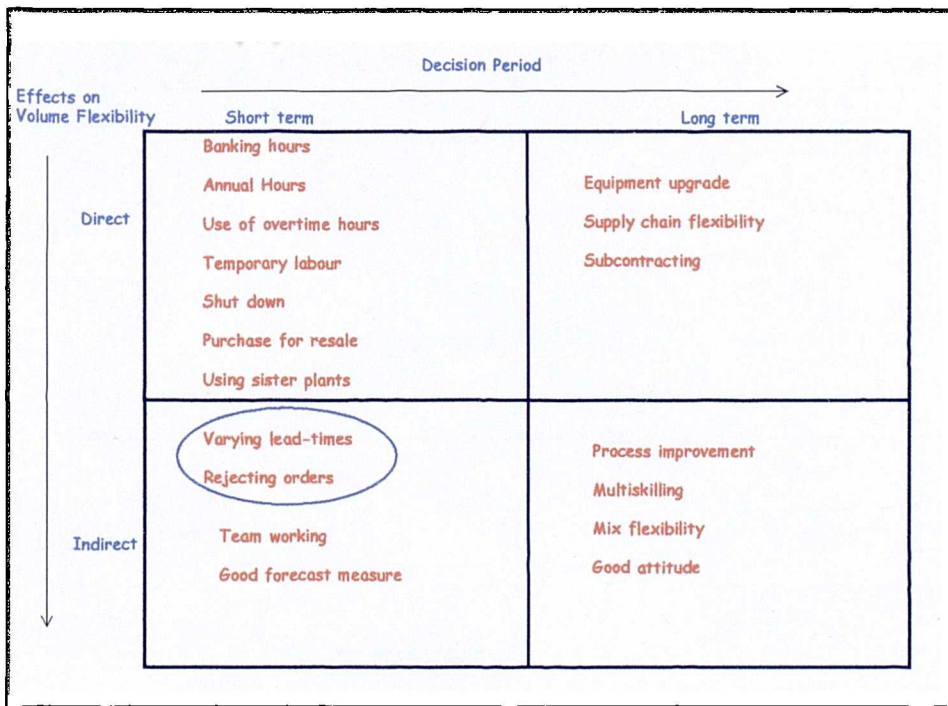 Decision Period
Effects on
Volume Flexibility
Short term
Long term
Direct
Banking hours
Annual Hours
Use of overtime hours
Temporary labour
Shut down
Purchase for resale
Using sister plants
Equipment upgrade
Supply chain flexibility
Subcontracting
Indirect
Varying lead-times
Rejecting orders
Team working
Good forecast measure
Process improvement
Multiskilling
Mix flexibility
Good attitude